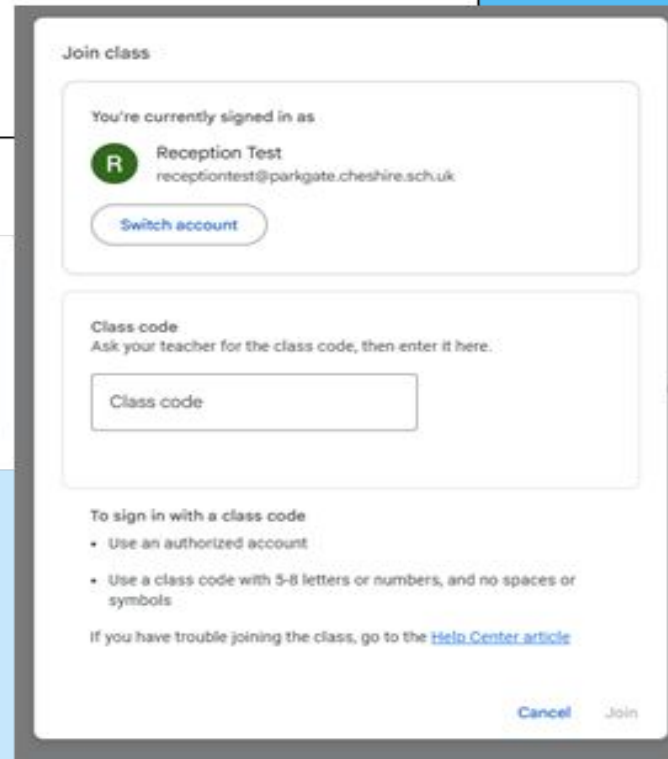 Join class
You're currently signed in as
R
Reception Test
receptiontest@parkgate.cheshire.sch.uk
Switch account
Class code
Ask your teacher for the class code, then enter it here.
Class code
To sign in with a class code
• Use an authorized account
• Use a class code with 5-8 letters or numbers, and no spaces or
symbols
If you have trouble joining the class, go to the Help Center article
Cancel Join